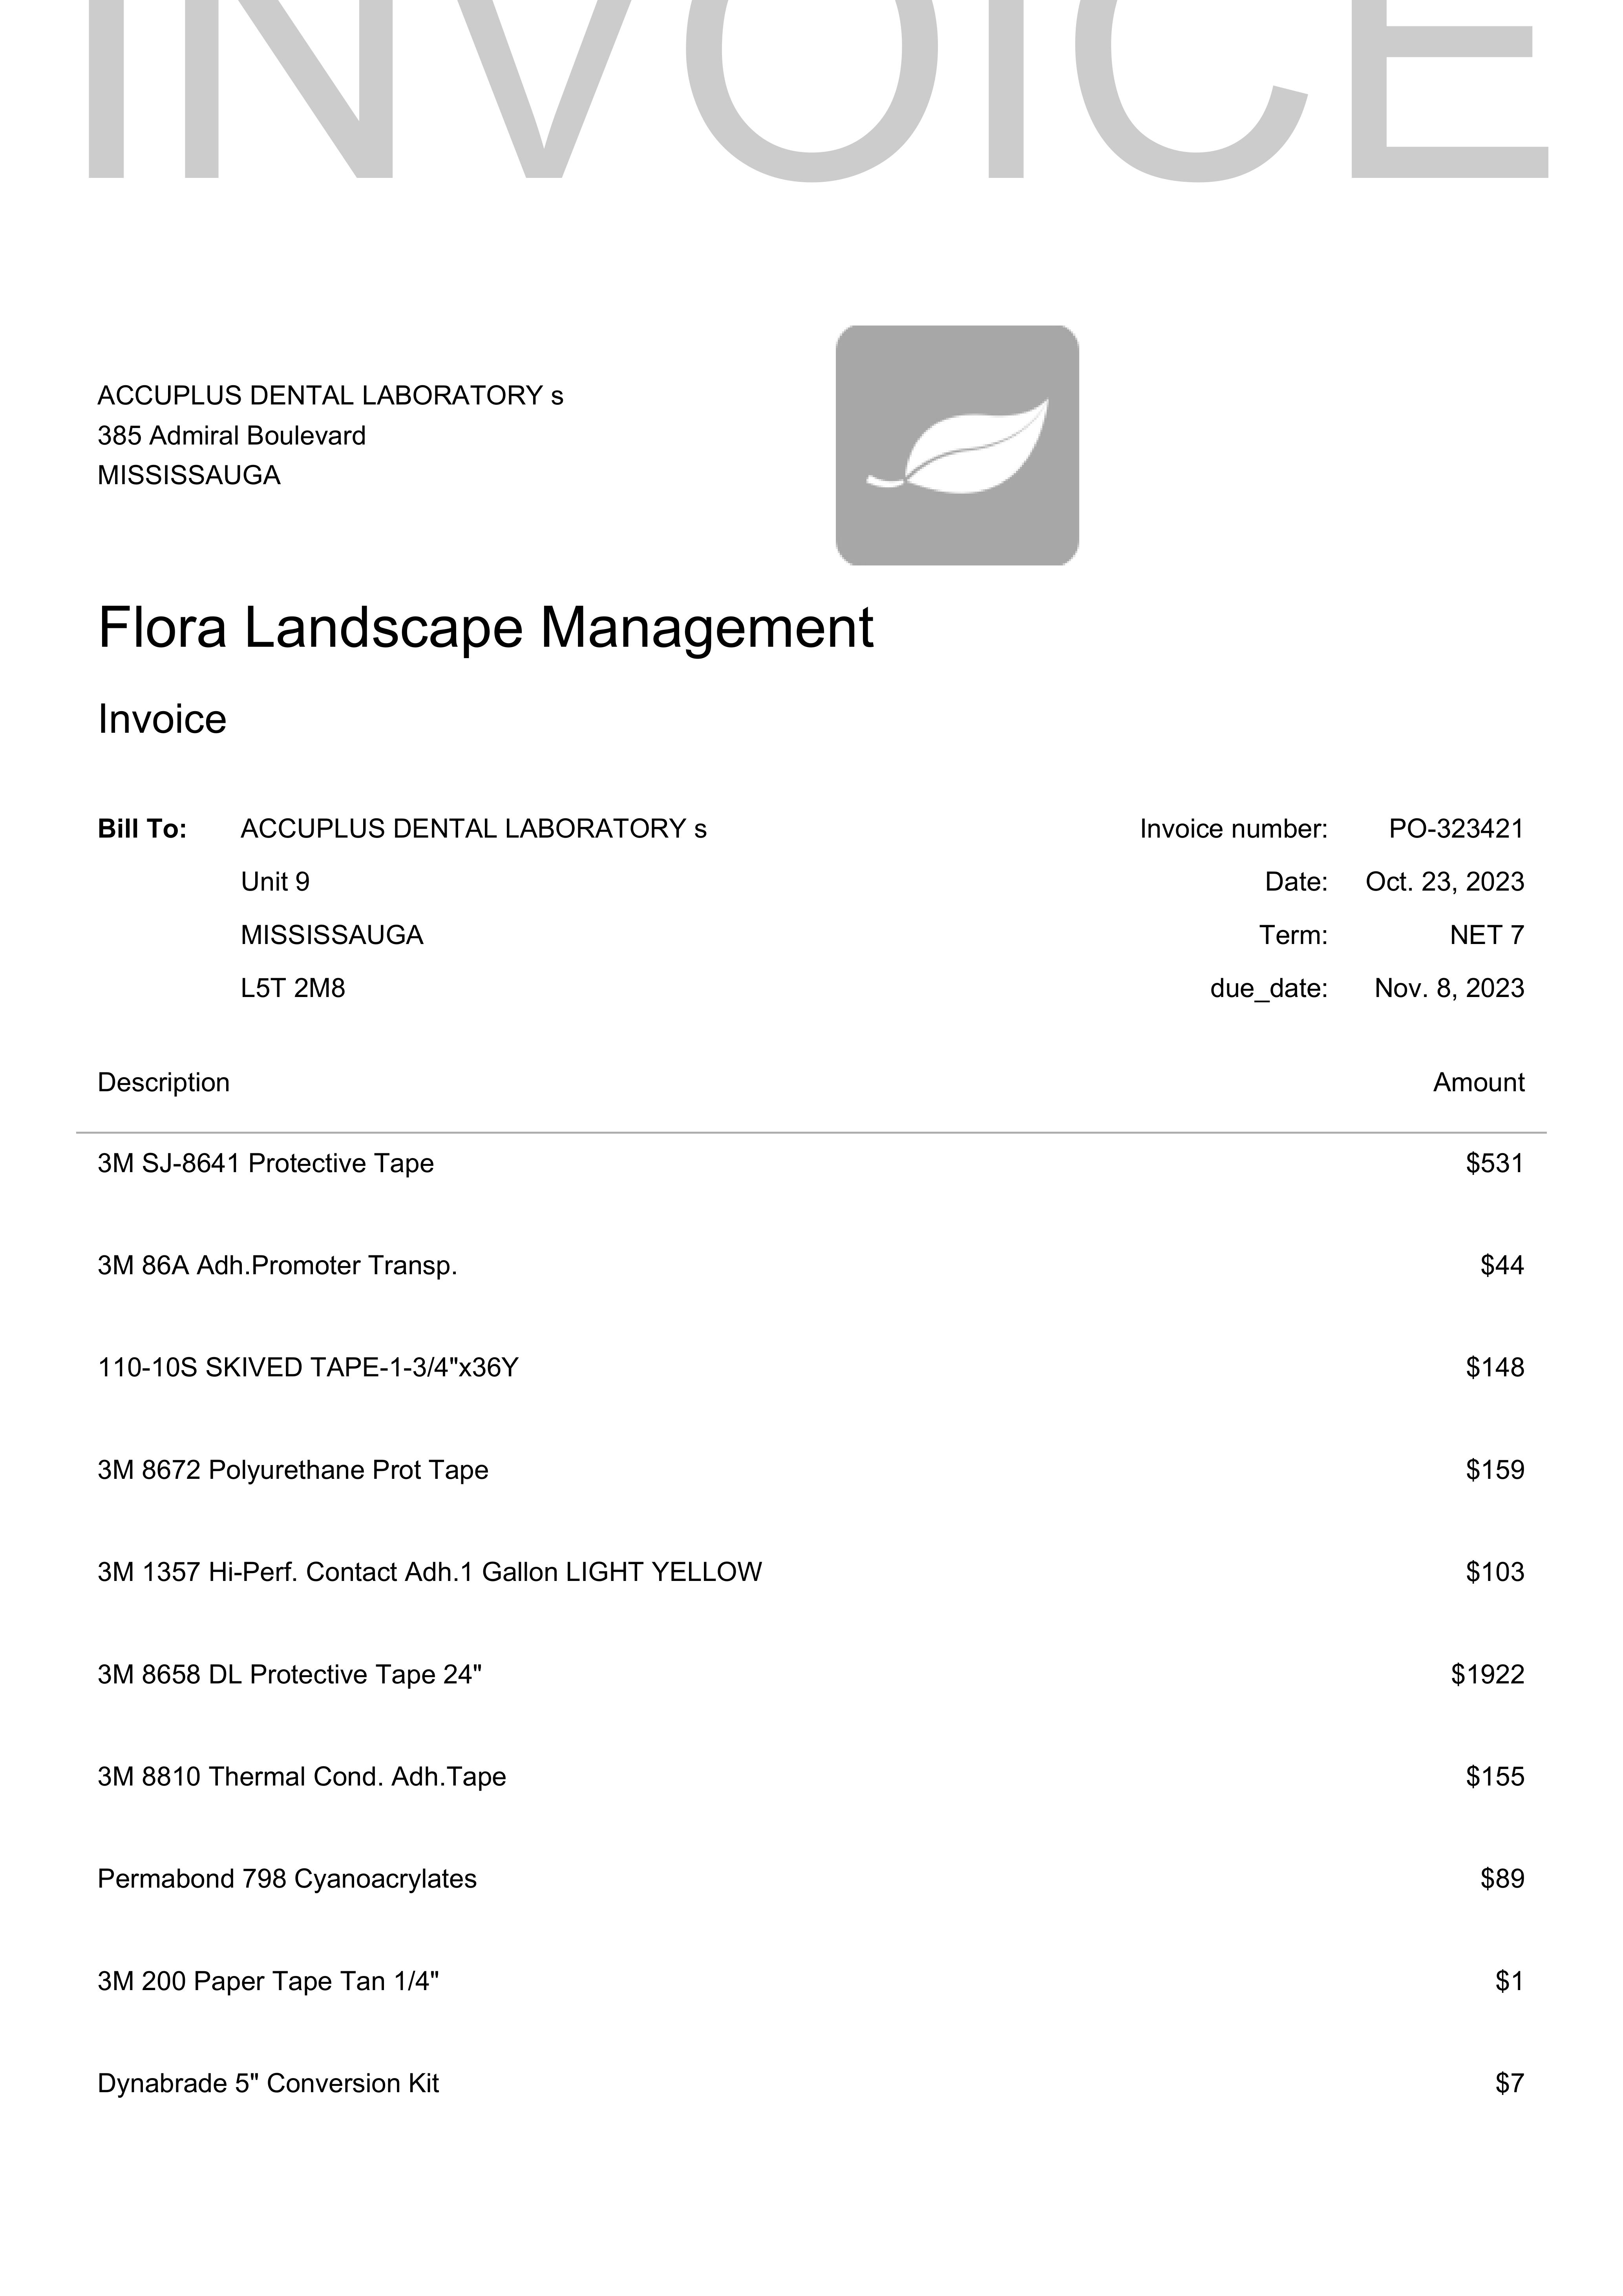 INVOICE
ACCUPLUS DENTAL LABORATORY s
385 Admiral Boulevard
MISSISSAUGA
Flora Landscape Management
Invoice
Bill To: ACCUPLUS DENTAL LABORATORY s Invoice number: PO-323421
Unit 9 Date: Oct. 23, 2023
MISSISSAUGA Term: NET 7
L5T 2M8 due_date: Nov. 8, 2023
Description Amount
3M SJ-8641 Protective Tape $531
3M 86A Adh.Promoter Transp. $44
110-10S SKIVED TAPE-1-3/4"x36Y $148
3M 8672 Polyurethane Prot Tape $159
3M 1357 Hi-Perf. Contact Adh.1 Gallon LIGHT YELLOW $103
3M 8658 DL Protective Tape 24" $1922
3M 8810 Thermal Cond. Adh.Tape $155
Permabond 798 Cyanoacrylates $89
3M 200 Paper Tape Tan 1/4" $1
Dynabrade 5" Conversion Kit $7